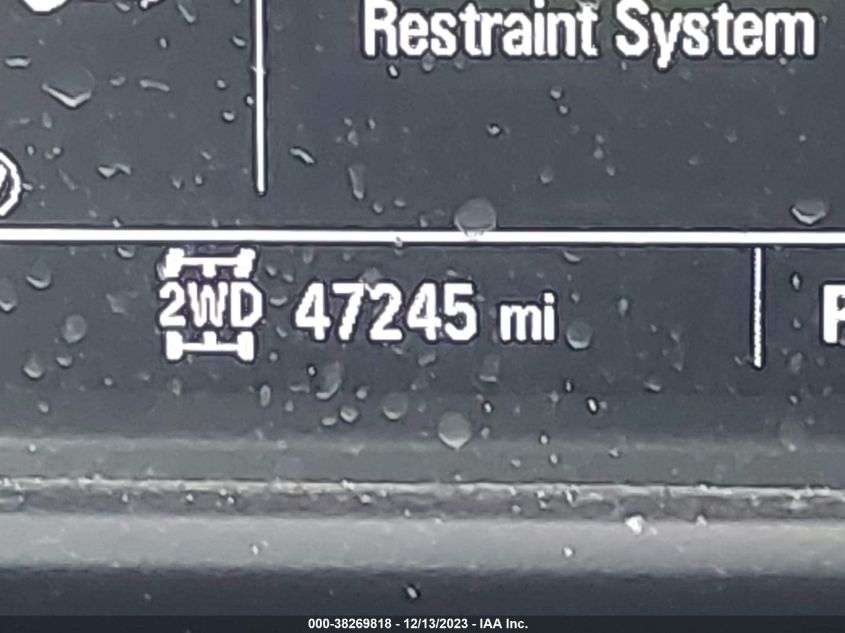 Restraint System
2WD 47245 mi
000-38269818 - 12/13/2023 - IAA Inc.